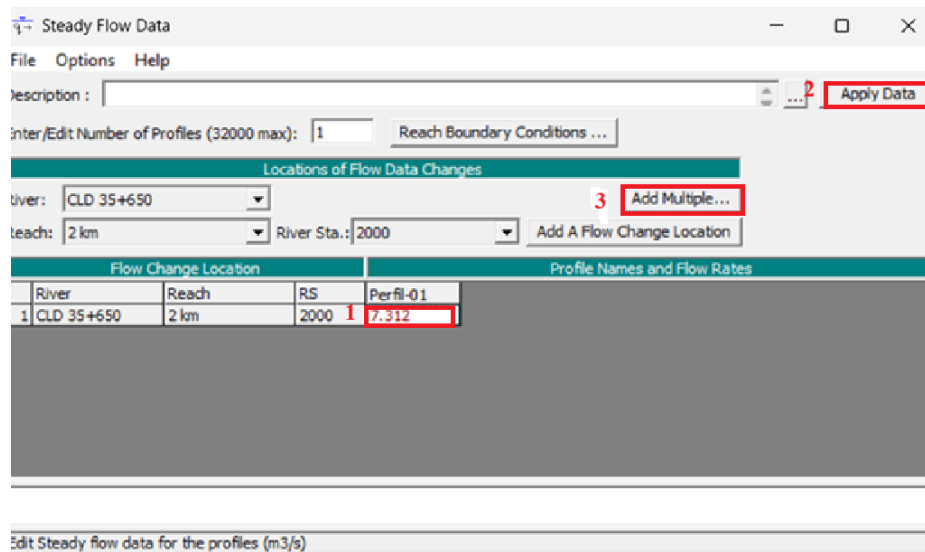 Steady Flow Data
File Options Help
Description : ... 2 Apply Data
Enter/Edit Number of Profiles (32000 max): 1 Reach Boundary Conditions ...
Locations of Flow Data Changes
River: CLD 35+650 3 Add Multiple...
Reach: 2 km River Sta.: 2000 Add A Flow Change Location
Flow Change Location Profile Names and Flow Rates
River Reach RS Perfil-01
1 CLD 35+650 2 km 2000 1 7.312
Edit Steady flow data for the profiles (m3/s)